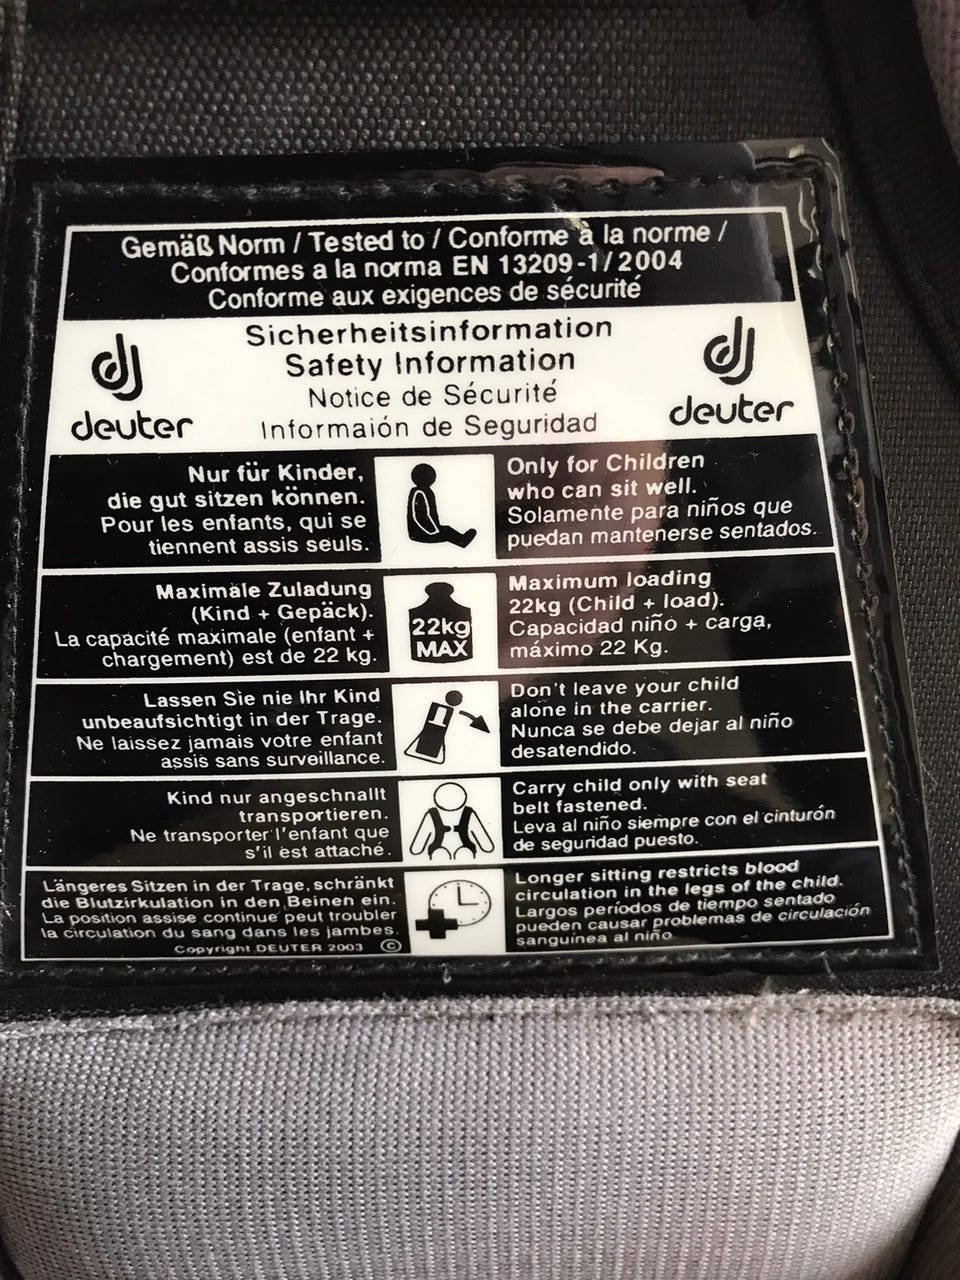 Gemäß Norm / Tested to / Conforme à la norme /
Conformes a la norma EN 13209-1/2004
Conforme aux exigences de sécurité
deuter
Sicherheitsinformation
Safety Information
Notice de Sécurité
Informaión de Seguridad
deuter
Nur für Kinder,
die gut sitzen können.
Pour les enfants, qui se
tiennent assis seuls.
Only for Children
who can sit well.
Solamente para niños que
puedan mantenerse sentados.
Maximale Zuladung
(Kind + Gepäck).
La capacité maximale (enfant +
chargement) est de 22 kg.
22kg
MAX
Maximum loading
22kg (Child + load).
Capacidad niño + carga,
máximo 22 Kg.
Lassen Sie nie Ihr Kind
unbeaufsichtigt in der Trage.
Ne laissez jamais votre enfant
assis sans surveillance.
Don't leave your child
alone in the carrier.
Nunca se debe dejar al niño
desatendido.
Kind nur angeschnallt
transportieren.
Ne transporter l'enfant que
s'il est attaché.
Carry child only with seat
belt fastened.
Leva al niño siempre con el cinturón
de seguridad puesto.
Längeres Sitzen in der Trage, schränkt
die Blutzirkulation in den Beinen ein.
La position assise continue peut troubler
la circulation du sang dans les jambes.
Copyright DEUTER 2003 ©
Longer sitting restricts blood
circulation in the legs of the child.
Largos períodos de tiempo sentado
pueden causar problemas de circulación
sanguínea al niño.